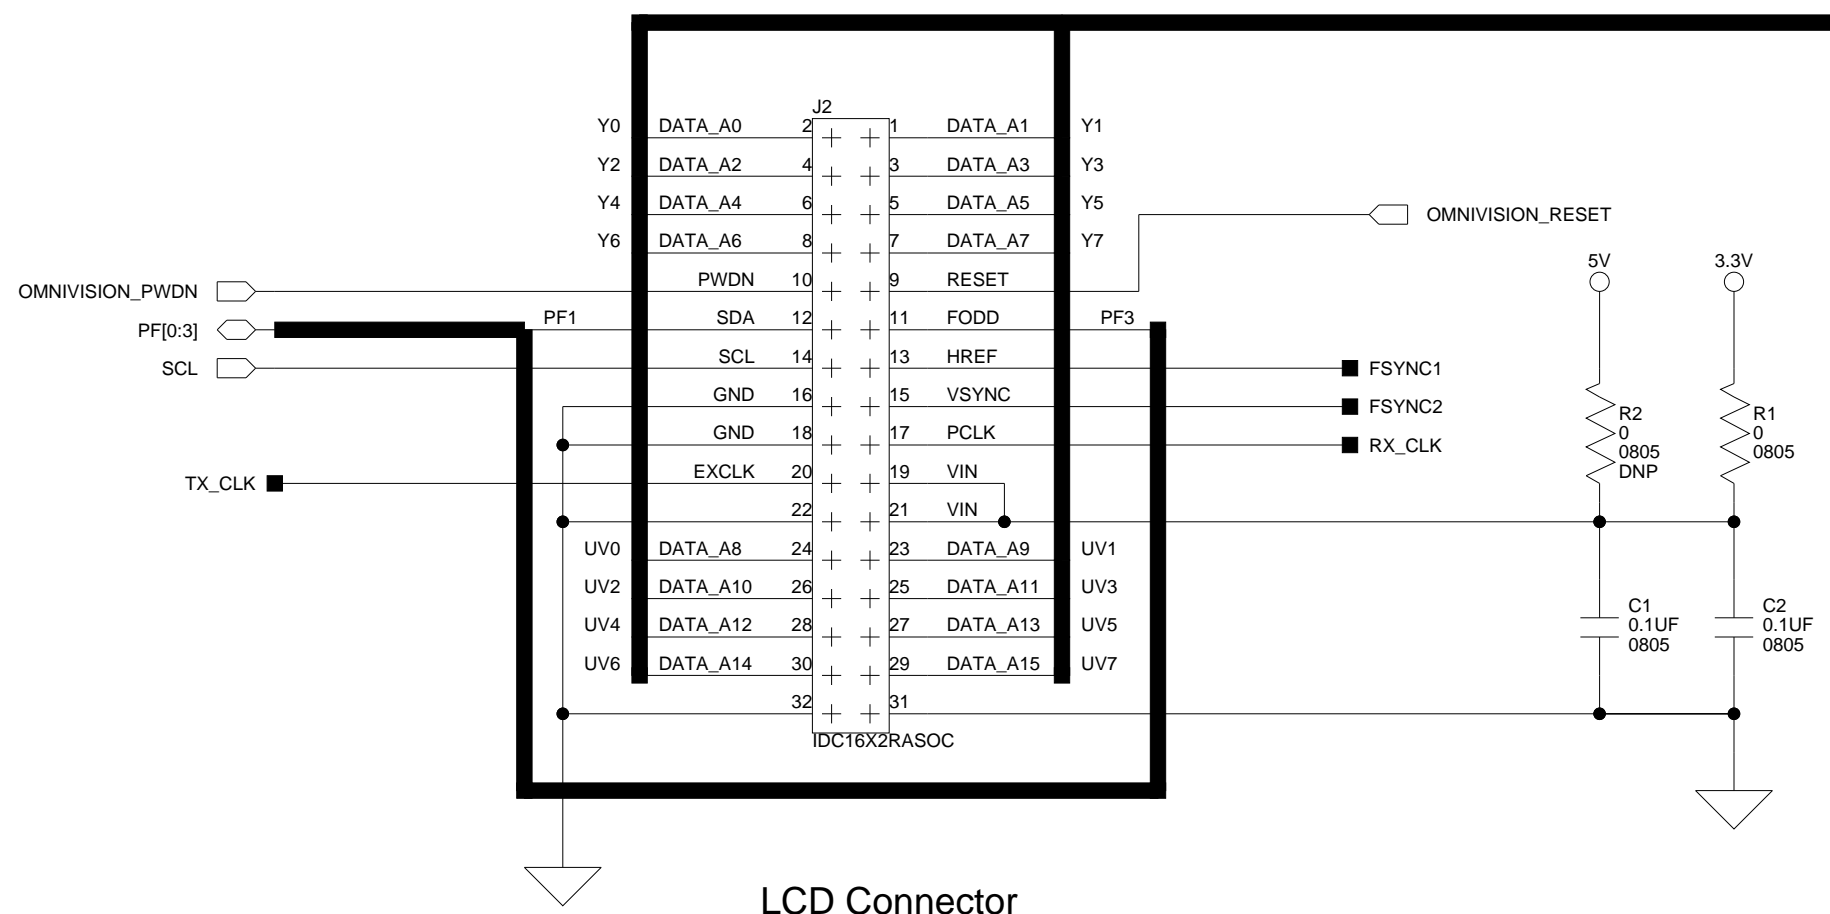 J2
Y0 DATA_A0 2 1 DATA_A1 Y1
Y2 DATA_A2 4 3 DATA_A3 Y3
Y4 DATA_A4 6 5 DATA_A5 Y5
OMNIVISION_RESET
Y6 DATA_A6 8 7 DATA_A7 Y7
5V 3.3V
OMNIVISION_PWDN PWDN 10 9 RESET
PF[0:3] PF1 SDA 12 11 FODD PF3
SCL SCL 14 13 HREF FSYNC1
GND 16 15 VSYNC FSYNC2
R2 R1
0 0
0805 0805
DNP
GND 18 17 PCLK RX_CLK
TX_CLK EXCLK 20 19 VIN
22 21 VIN
UV0 DATA_A8 24 23 DATA_A9 UV1
UV2 DATA_A10 26 25 DATA_A11 UV3
C1 C2
0.1UF 0.1UF
0805 0805
UV4 DATA_A12 28 27 DATA_A13 UV5
UV6 DATA_A14 30 29 DATA_A15 UV7
32 31
IDC16X2RASOC
LCD Connector